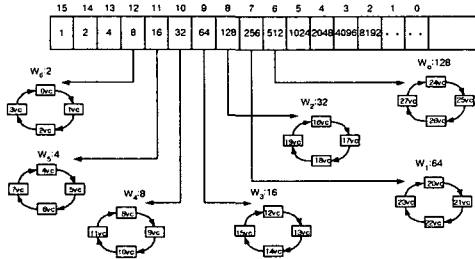 15 14 13 12 11 10 9 8 7 6 5 4 3 2 1 0
1 2 4 8 16 32 64 128 256 512 1024 2048 4096 8192 . . . .
W₆:2
0vc
3vc 1vc
2vc
W₀:128
24vc
27vc 25vc
26vc
W₂:32
16vc
19vc 17vc
18vc
W₅:4
4vc
7vc 5vc
6vc
W₁:64
20vc
23vc 21vc
22vc
W₄:8
8vc
11vc 9vc
10vc
W₃:16
12vc
15vc 13vc
14vc